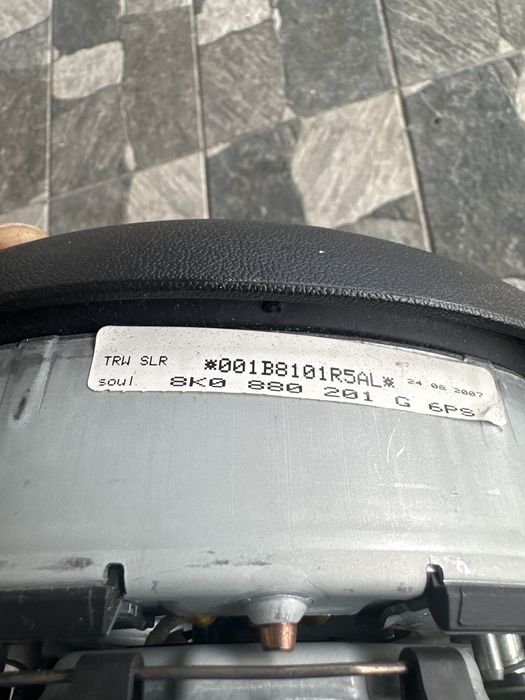 TRW SLR *001B8101R5AL* 24 08 2007
soul 8K0 880 201 G 6PS